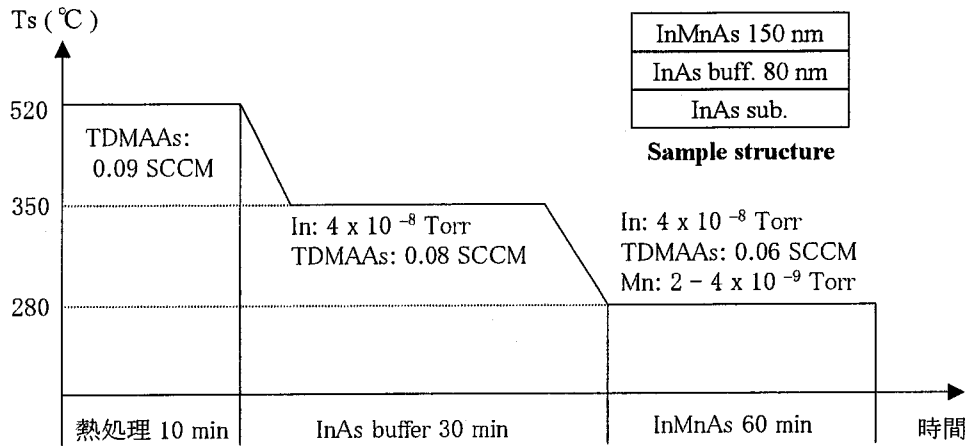 Ts (℃)
520
350
280
TDMAAs:
0.09 SCCM
In: 4 x 10 ⁻⁸ Torr
TDMAAs: 0.08 SCCM
InMnAs 150 nm
InAs buff. 80 nm
InAs sub.
Sample structure
In: 4 x 10 ⁻⁸ Torr
TDMAAs: 0.06 SCCM
Mn: 2 − 4 x 10 ⁻⁹ Torr
熱処理 10 min
InAs buffer 30 min
InMnAs 60 min
時間